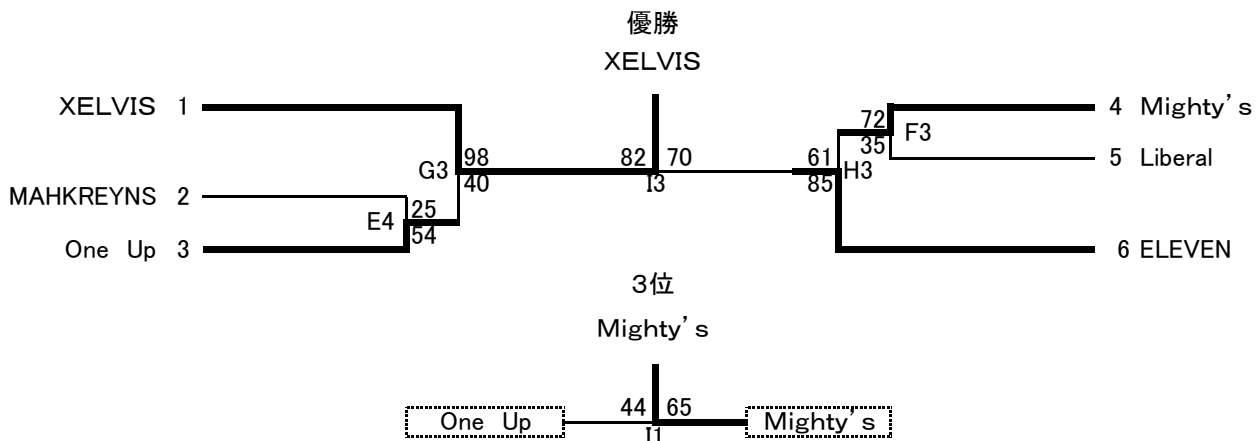 優勝
XELVIS
XELVIS 1
4 Mighty's
72
F3
35
5 Liberal
98
G3
40
82 70
I3
61
H3
85
MAHKREYNS 2
25
E4
54
One Up 3
6 ELEVEN
3位
Mighty's
44 65
One Up
I1
Mighty's